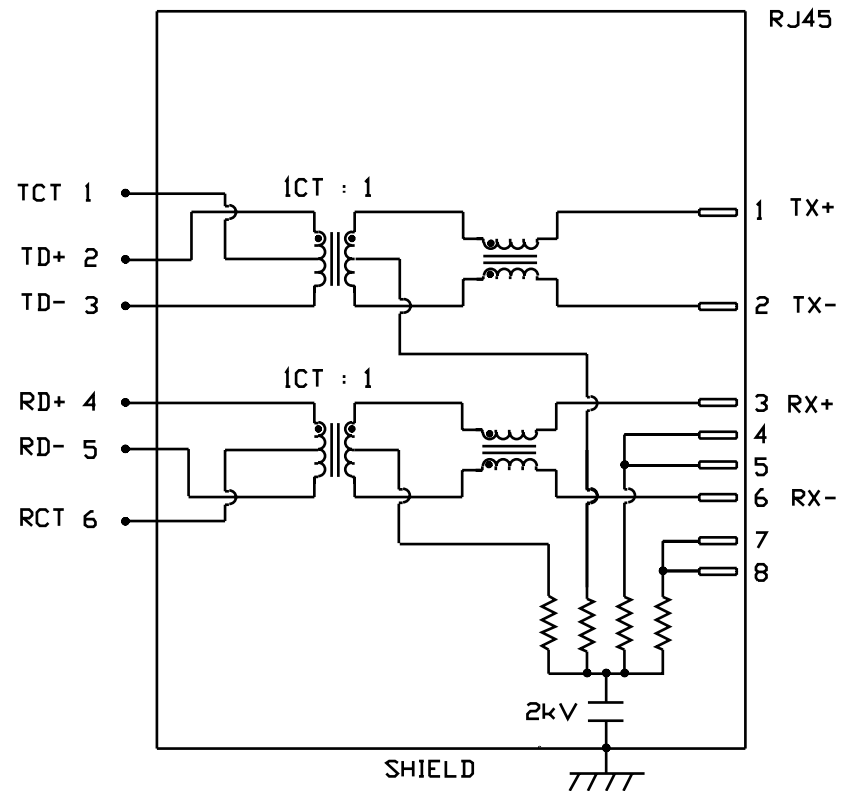 RJ45
1CT : 1
TCT 1
1 TX+
TD+ 2
TD- 3
2 TX-
1CT : 1
RD+ 4
3 RX+
4
RD- 5
5
6 RX-
RCT 6
7
8
2kV
SHIELD